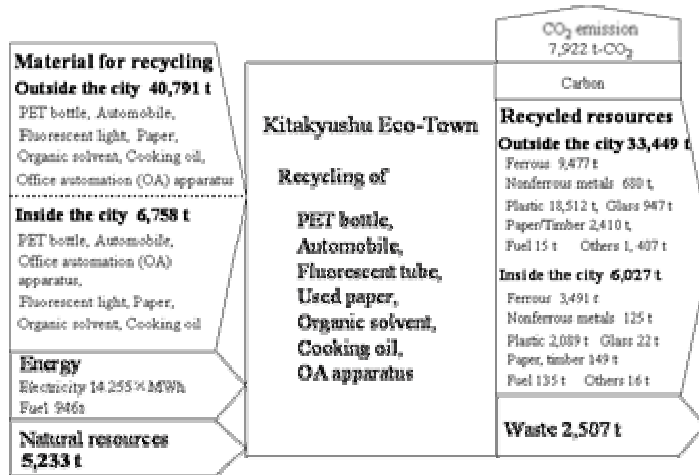 Material for recycling
Outside the city 40,791 t
PET bottle, Automobile,
Fluorescent light, Paper,
Organic solvent, Cooking oil,
Office automation (OA) apparatus
Inside the city 6,758 t
PET bottle, Automobile,
Office automation (OA)
apparatus,
Fluorescent light, Paper,
Organic solvent, Cooking oil
Energy
Electricity 14.255×MWh
Fuel 946t
Natural resources
5,233 t
Kitakyushu Eco-Town
Recycling of
PET bottle,
Automobile,
Fluorescent tube,
Used paper,
Organic solvent,
Cooking oil,
OA apparatus
CO2 emission
7,922 t-CO2
Carbon
Recycled resources
Outside the city 33,449 t
Ferrous 9,477 t
Nonferrous metals 680 t,
Plastic 18,512 t, Glass 947 t
Paper/Timber 2,410 t,
Fuel 15 t Others 1, 407 t
Inside the city 6,027 t
Ferrous 3,491 t
Nonferrous metals 125 t
Plastic 2,089 t Glass 22 t
Paper, timber 149 t
Fuel 135 t Others 16 t
Waste 2,507 t